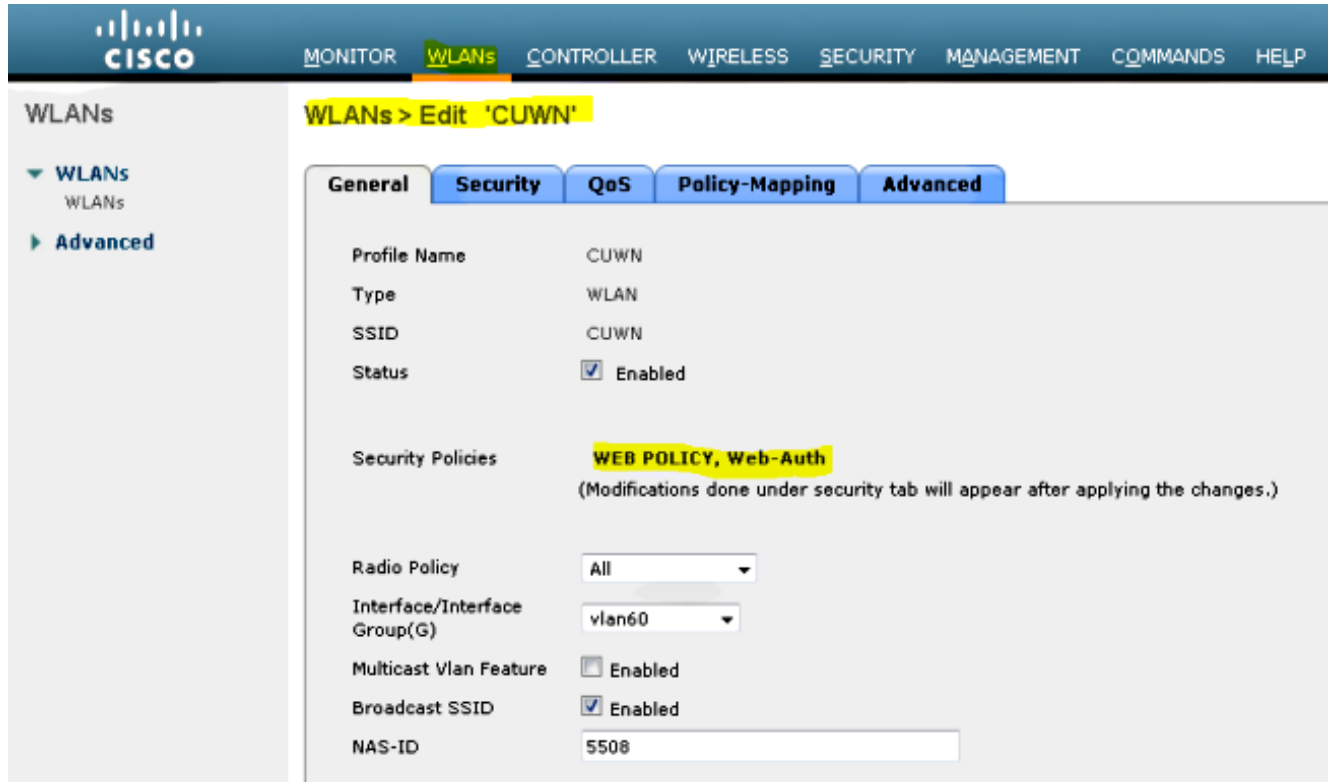 CISCO
MONITOR WLANs CONTROLLER WIRELESS SECURITY MANAGEMENT COMMANDS HELP
WLANs
WLANs
WLANs
Advanced
WLANs > Edit 'CUWN'
General Security QoS Policy-Mapping Advanced
Profile Name CUWN
Type WLAN
SSID CUWN
Status Enabled
Security Policies WEB POLICY, Web-Auth
(Modifications done under security tab will appear after applying the changes.)
Radio Policy All
Interface/Interface
Group(G) vlan60
Multicast Vlan Feature Enabled
Broadcast SSID Enabled
NAS-ID 5508